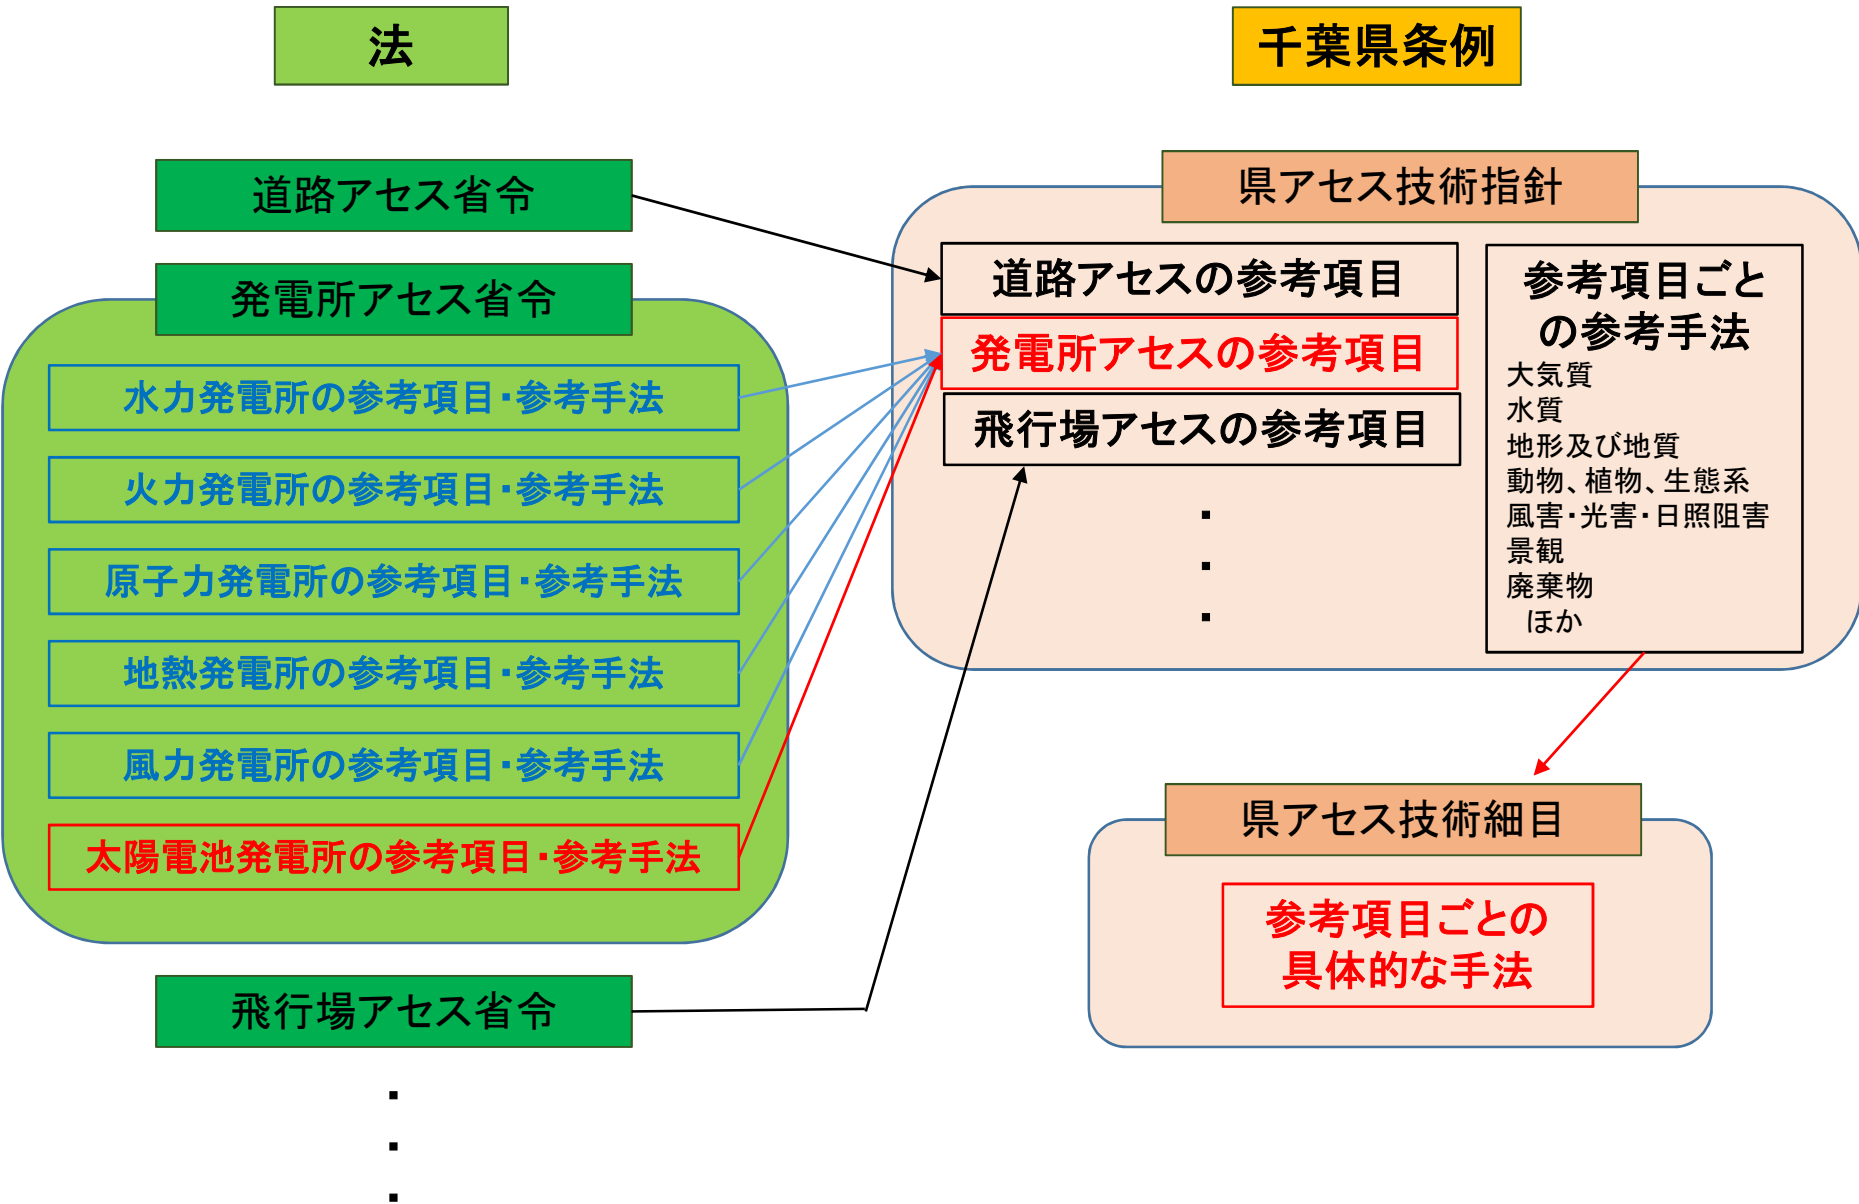 法
千葉県条例
道路アセス省令
発電所アセス省令
水力発電所の参考項目・参考手法
火力発電所の参考項目・参考手法
原子力発電所の参考項目・参考手法
地熱発電所の参考項目・参考手法
風力発電所の参考項目・参考手法
太陽電池発電所の参考項目・参考手法
飛行場アセス省令
・
・
・
県アセス技術指針
道路アセスの参考項目
発電所アセスの参考項目
飛行場アセスの参考項目
・
・
・
参考項目ごと
の参考手法
大気質
水質
地形及び地質
動物、植物、生態系
風害・光害・日照阻害
景観
廃棄物
ほか
県アセス技術細目
参考項目ごとの
具体的な手法